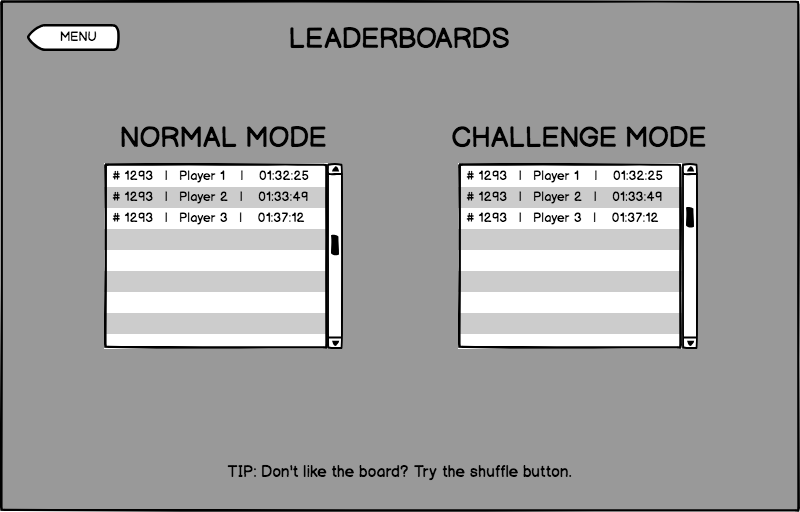 MENU
LEADERBOARDS
NORMAL MODE
# 1293 | Player 1 | 01:32:25
# 1293 | Player 2 | 01:33:49
# 1293 | Player 3 | 01:37:12
CHALLENGE MODE
# 1293 | Player 1 | 01:32:25
# 1293 | Player 2 | 01:33:49
# 1293 | Player 3 | 01:37:12
TIP: Don't like the board? Try the shuffle button.